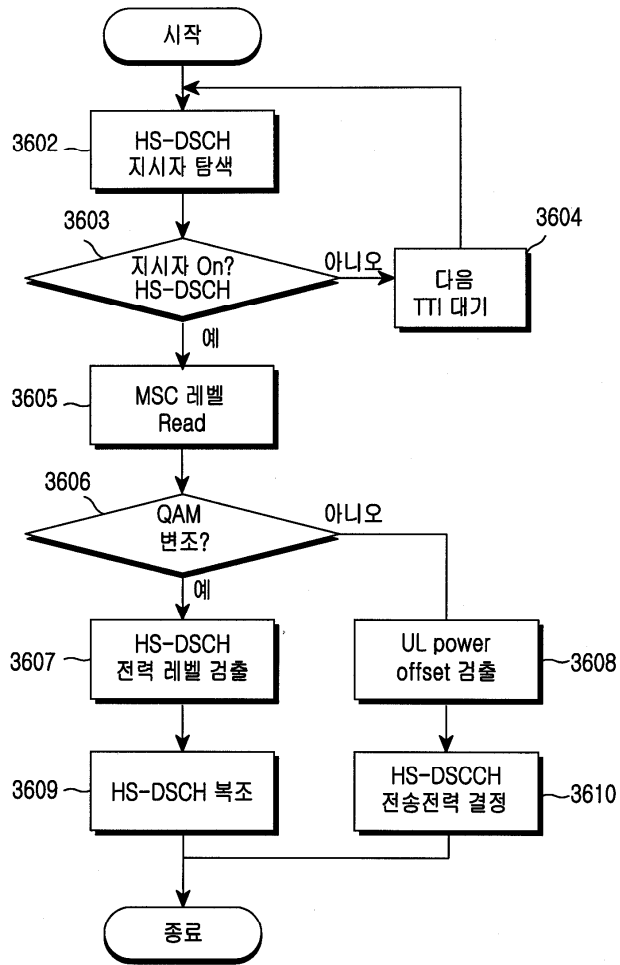 시작
3602
HS-DSCH
지시자 탐색
3603
지시자 On?
HS-DSCH
아니오
3604
다음
TTI 대기
예
3605
MSC 레벨
Read
3606
QAM
변조?
아니오
예
3607
HS-DSCH
전력 레벨 검출
UL power
offset 검출
3608
3609
HS-DSCH 복조
HS-DSCCH
전송전력 결정
3610
종료